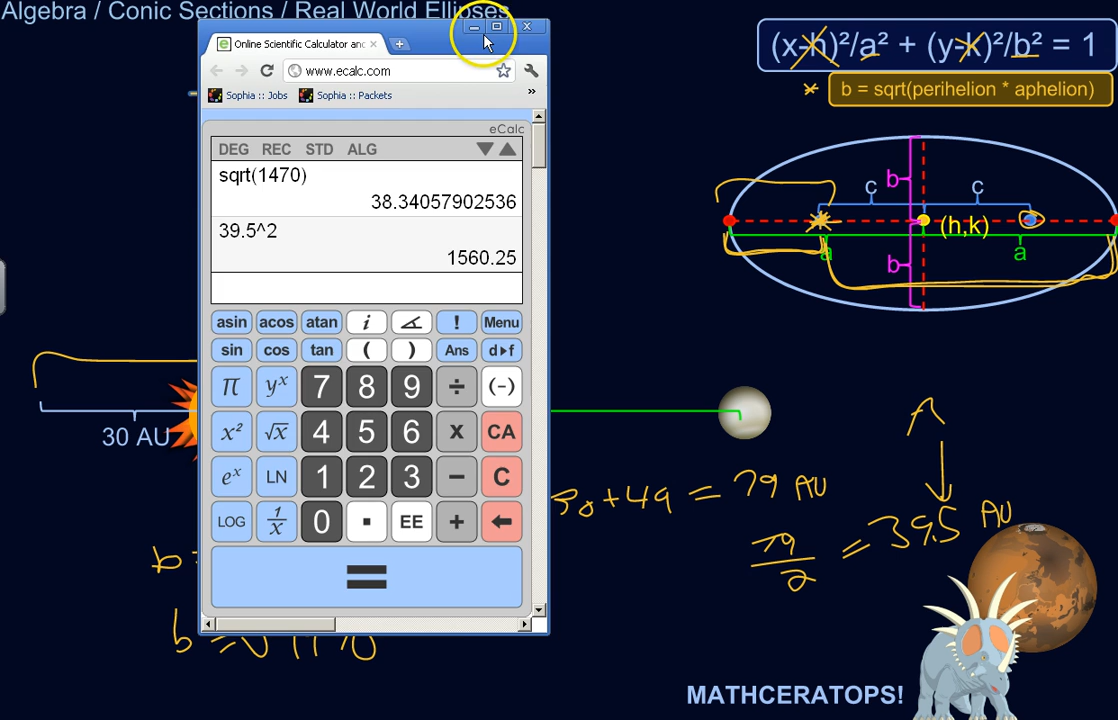 Algebra / Conic Sections / Real World Ellipses
(x-h)²/a² + (y-k)²/b² = 1
b = sqrt(perihelion * aphelion)
Online Scientific Calculator and
www.ecalc.com
Sophia :: Jobs
Sophia :: Packets
»
eCalc
DEG REC STD ALG
sqrt(1470)
38.34057902536
39.5^2
1560.25
asin acos atan i ∡ ! Menu
sin cos tan ( ) Ans d▸f
π yˣ 7 8 9 ÷ (-)
x² √x 4 5 6 x CA
eˣ LN 1 2 3 − C
LOG 1/x 0 . EE +
=
b c c
(h,k)
a b a
30 AU
30+49 = 79 AU
79/2 = 39.5 AU
b =
b = √1470
MATHCERATOPS!